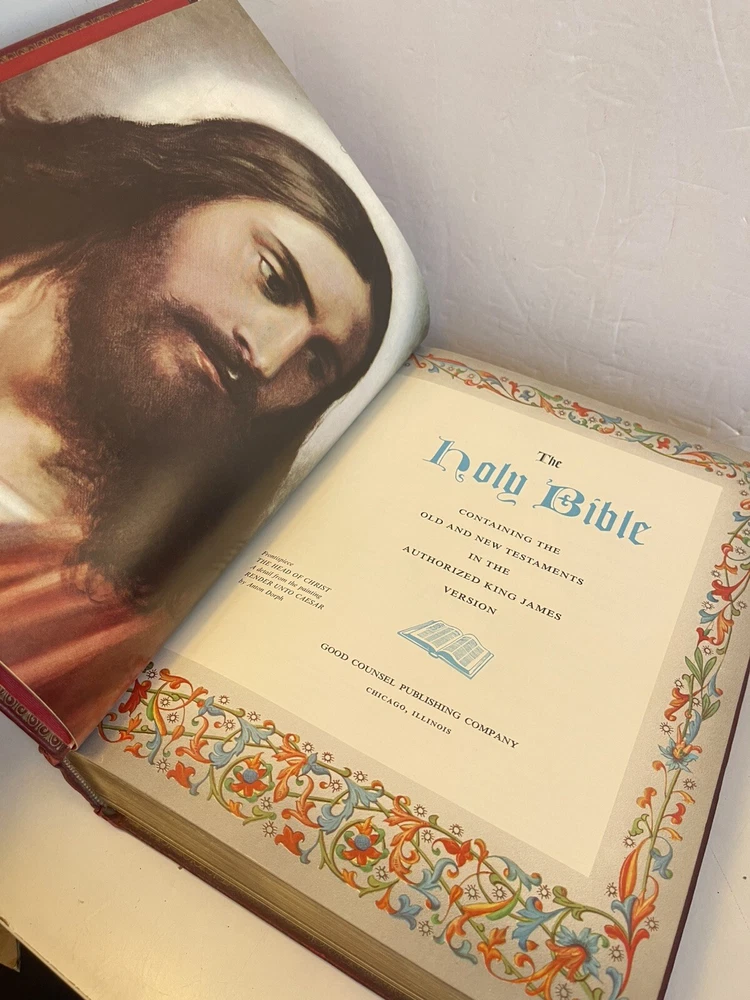 The
Holy Bible
CONTAINING THE
OLD AND NEW TESTAMENTS
IN THE
AUTHORIZED KING JAMES
VERSION
Frontispiece
THE HEAD OF CHRIST
A detail from the painting
RENDER UNTO CAESAR
by Anton Dorph
GOOD COUNSEL PUBLISHING COMPANY
CHICAGO, ILLINOIS